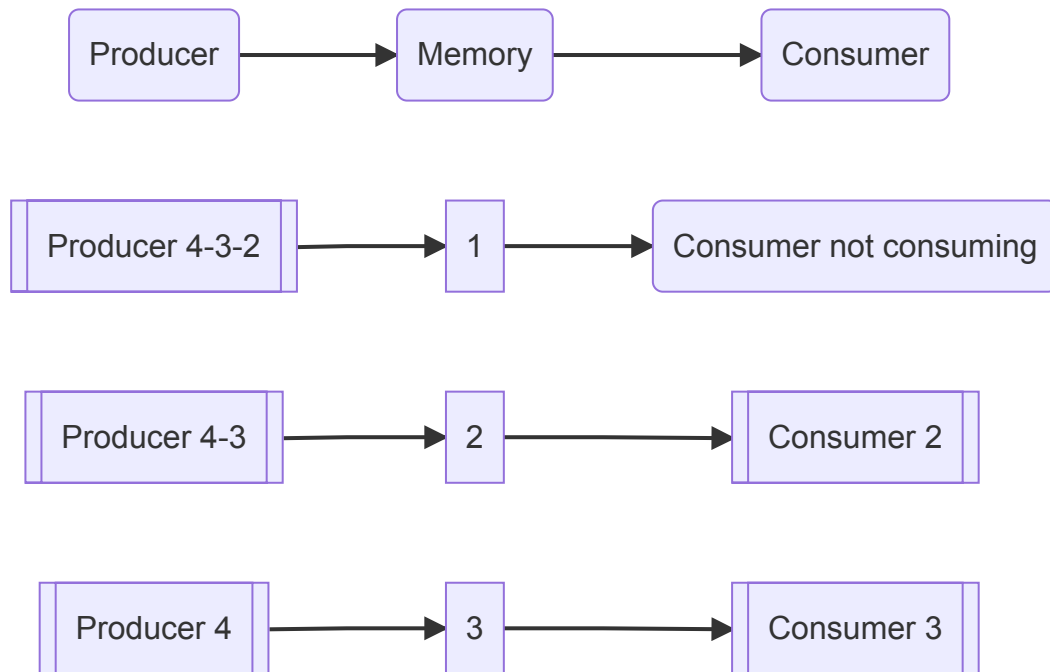 Producer
Memory
Consumer
Producer 4-3-2
1
Consumer not consuming
Producer 4-3
2
Consumer 2
Producer 4
3
Consumer 3